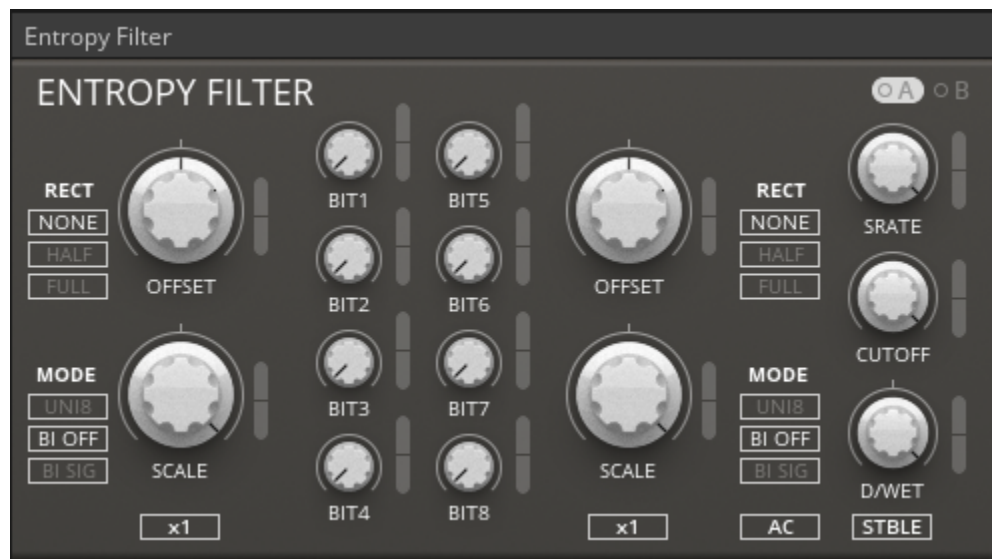 Entropy Filter
ENTROPY FILTER
A B
RECT
NONE
HALF
FULL
OFFSET
MODE
UNI8
BI OFF
BI SIG
SCALE
x1
BIT1 BIT5
BIT2 BIT6
BIT3 BIT7
BIT4 BIT8
OFFSET
SCALE
x1
RECT
NONE
HALF
FULL
MODE
UNI8
BI OFF
BI SIG
AC
SRATE
CUTOFF
D/WET
STBLE